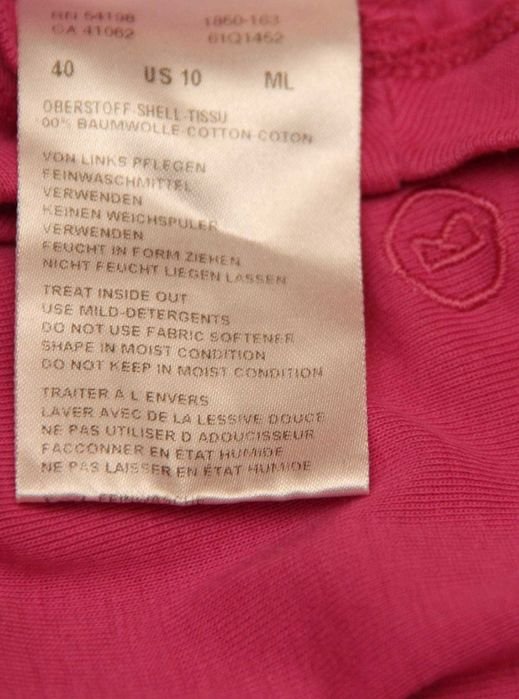 RN 54198 1860-163
CA 41062 61Q1452
40 US 10 ML
OBERSTOFF-SHELL-TISSU
00% BAUMWOLLE-COTTON-COTON
VON LINKS PFLEGEN
FEINWASCHMITTEL
VERWENDEN
KEINEN WEICHSPULER
VERWENDEN
FEUCHT IN FORM ZIEHEN
NICHT FEUCHT LIEGEN LASSEN
TREAT INSIDE OUT
USE MILD-DETERGENTS
DO NOT USE FABRIC SOFTENER
SHAPE IN MOIST CONDITION
DO NOT KEEP IN MOIST CONDITION
TRAITER A L ENVERS
LAVER AVEC DE LA LESSIVE DOUCE
NE PAS UTILISER D ADOUCISSEUR
FACCONNER EN ÉTAT HUMIDE
NE PAS LAISSER EN ÉTAT HUMIDE